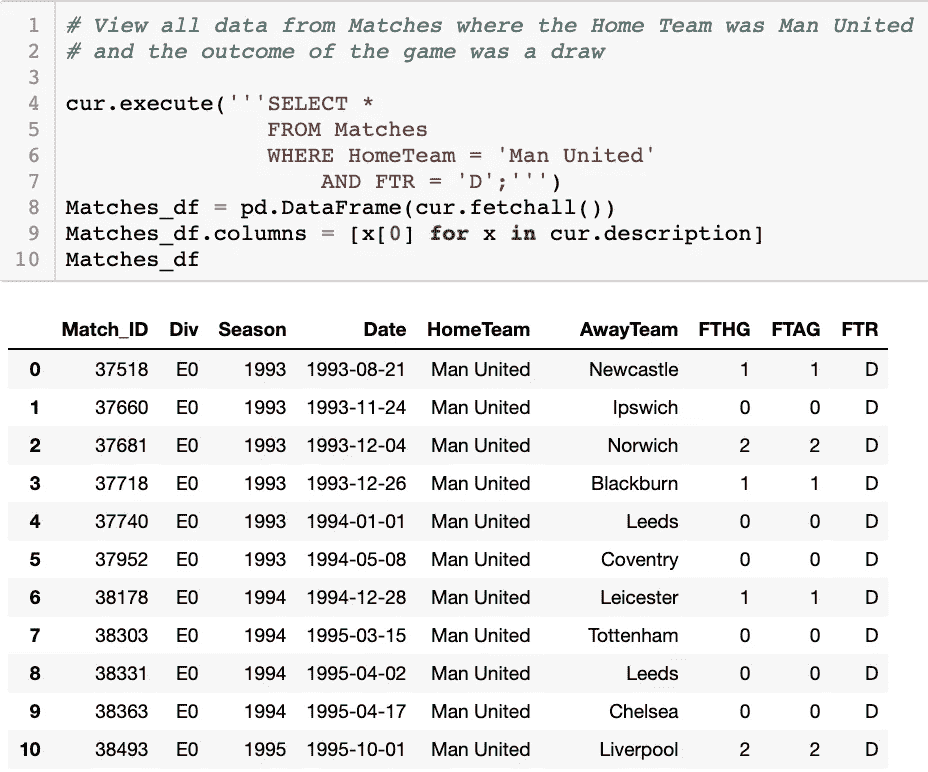 1 # View all data from Matches where the Home Team was Man United
2 # and the outcome of the game was a draw
3
4 cur.execute('''SELECT *
5 FROM Matches
6 WHERE HomeTeam = 'Man United'
7 AND FTR = 'D';''')
8 Matches_df = pd.DataFrame(cur.fetchall())
9 Matches_df.columns = [x[0] for x in cur.description]
10 Matches_df
Match_ID Div Season Date HomeTeam AwayTeam FTHG FTAG FTR
0 37518 E0 1993 1993-08-21 Man United Newcastle 1 1 D
1 37660 E0 1993 1993-11-24 Man United Ipswich 0 0 D
2 37681 E0 1993 1993-12-04 Man United Norwich 2 2 D
3 37718 E0 1993 1993-12-26 Man United Blackburn 1 1 D
4 37740 E0 1993 1994-01-01 Man United Leeds 0 0 D
5 37952 E0 1993 1994-05-08 Man United Coventry 0 0 D
6 38178 E0 1994 1994-12-28 Man United Leicester 1 1 D
7 38303 E0 1994 1995-03-15 Man United Tottenham 0 0 D
8 38331 E0 1994 1995-04-02 Man United Leeds 0 0 D
9 38363 E0 1994 1995-04-17 Man United Chelsea 0 0 D
10 38493 E0 1995 1995-10-01 Man United Liverpool 2 2 D